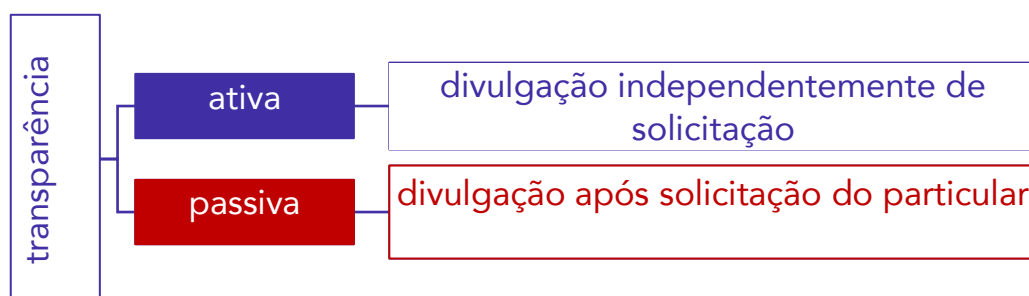 transparência
ativa
divulgação independentemente de
solicitação
passiva
divulgação após solicitação do particular